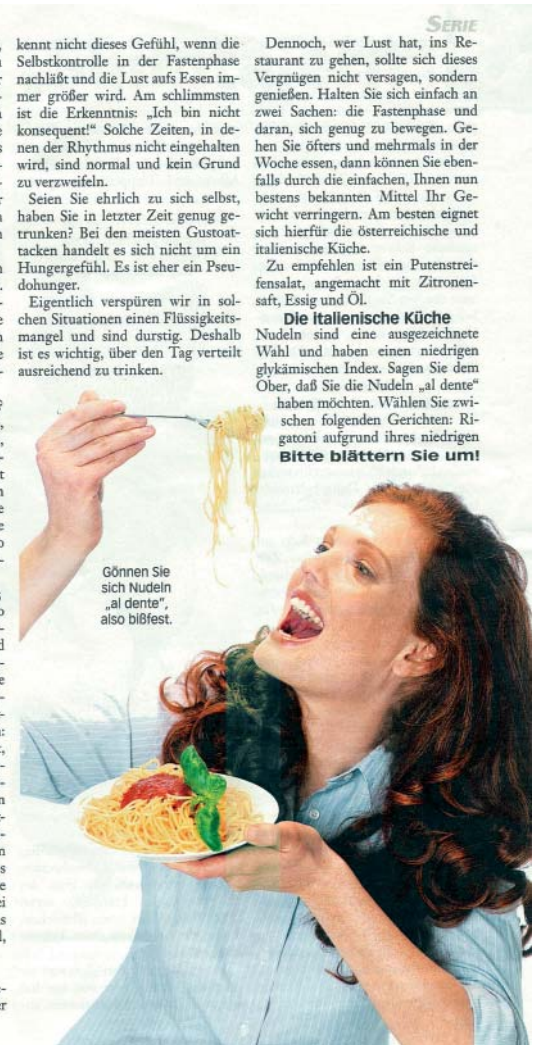 SERIE
kennt nicht dieses Gefühl, wenn die
Selbstkontrolle in der Fastenphase
nachläßt und die Lust aufs Essen im-
mer größer wird. Am schlimmsten
ist die Erkenntnis: „Ich bin nicht
konsequent!“ Solche Zeiten, in de-
nen der Rhythmus nicht eingehalten
wird, sind normal und kein Grund
zu verzweifeln.
Seien Sie ehrlich zu sich selbst,
haben Sie in letzter Zeit genug ge-
trunken? Bei den meisten Gustoat-
tacken handelt es sich nicht um ein
Hungergefühl. Es ist eher ein Pseu-
dohunger.
Eigentlich verspüren wir in sol-
chen Situationen einen Flüssigkeits-
mangel und sind durstig. Deshalb
ist es wichtig, über den Tag verteilt
ausreichend zu trinken.
Dennoch, wer Lust hat, ins Re-
staurant zu gehen, sollte sich dieses
Vergnügen nicht versagen, sondern
genießen. Halten Sie sich einfach an
zwei Sachen: die Fastenphase und
daran, sich genug zu bewegen. Ge-
hen Sie öfters und mehrmals in der
Woche essen, dann können Sie eben-
falls durch die einfachen, Ihnen nun
bestens bekannten Mittel Ihr Ge-
wicht verringern. Am besten eignet
sich hierfür die österreichische und
italienische Küche.
Zu empfehlen ist ein Putenstrei-
fensalat, angemacht mit Zitronen-
saft, Essig und Öl.
Die italienische Küche
Nudeln sind eine ausgezeichnete
Wahl und haben einen niedrigen
glykämischen Index. Sagen Sie dem
Ober, daß Sie die Nudeln „al dente“
haben möchten. Wählen Sie zwi-
schen folgenden Gerichten: Ri-
gatoni aufgrund ihres niedrigen
Bitte blättern Sie um!
Gönnen Sie
sich Nudeln
„al dente“,
also bißfest.